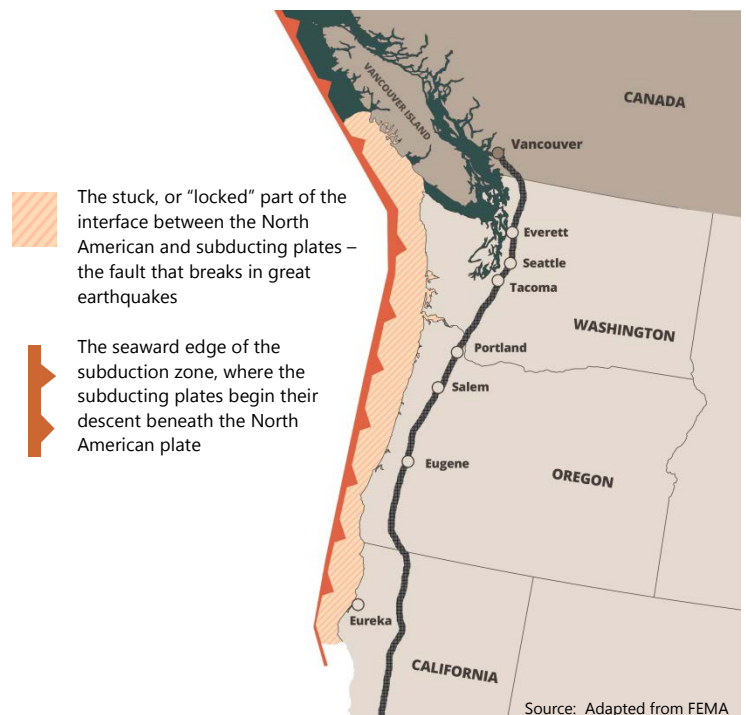 CANADA
VANCOUVER ISLAND
Vancouver
The stuck, or “locked” part of the
interface between the North
American and subducting plates –
the fault that breaks in great
earthquakes
Everett
Seattle
Tacoma
WASHINGTON
The seaward edge of the
subduction zone, where the
subducting plates begin their
descent beneath the North
American plate
Portland
Salem
Eugene
OREGON
Eureka
CALIFORNIA
Source: Adapted from FEMA